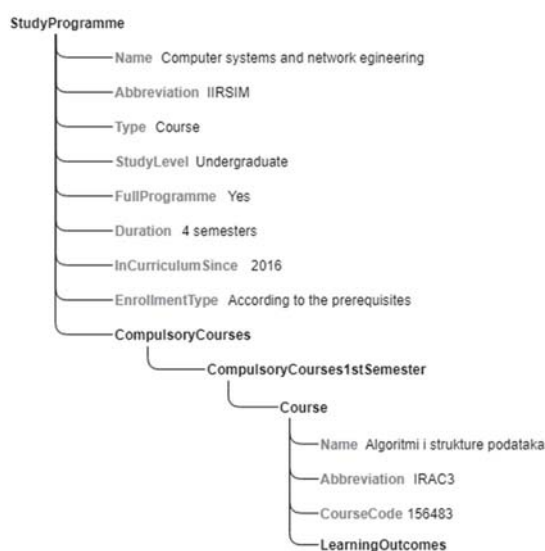 StudyProgramme
Name Computer systems and network egineering
Abbreviation IIRSIM
Type Course
StudyLevel Undergraduate
FullProgramme Yes
Duration 4 semesters
InCurriculumSince 2016
EnrollmentType According to the prerequisites
CompulsoryCourses
CompulsoryCourses1stSemester
Course
Name Algoritmi i strukture podataka
Abbreviation IRAC3
CourseCode 156483
LearningOutcomes